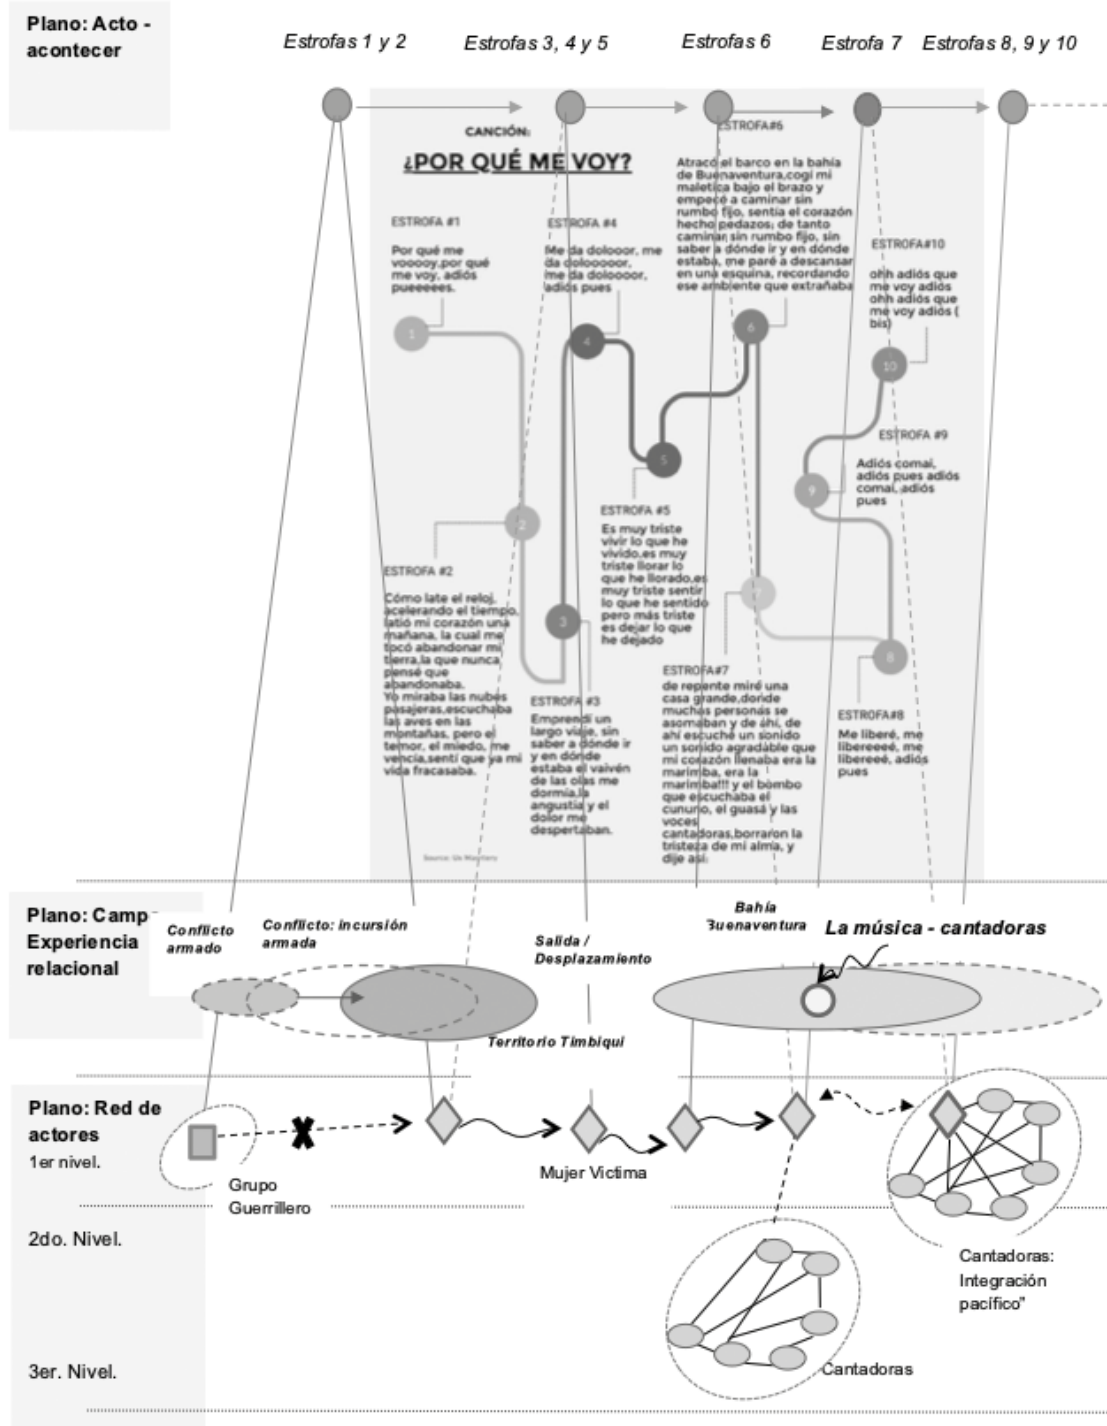 Plano: Acto -
acontecer
Estrofas 1 y 2
Estrofas 3, 4 y 5
Estrofas 6
Estrofa 7
Estrofas 8, 9 y 10
CANCIÓN:
¿POR QUÉ ME VOY?
ESTROFA #1
Por qué me
vooooy,por qué
me voy, adiós
pueeeees.
ESTROFA #4
Me da dolooor, me
da doloooooor,
me da doloooor,
adiós pues
ESTROFA#6
Atracó el barco en la bahía
de Buenaventura,cogí mi
maletica bajo el brazo y
empecé a caminar sin
rumbo fijo, sentía el corazón
hecho pedazos; de tanto
caminar sin rumbo fijo, sin
saber a dónde ir y en dónde
estaba, me paré a descansar
en una esquina, recordando
ese ambiente que extrañaba
ESTROFA#10
ohh adiós que
me voy adiós
ohh adiós que
me voy adiós (
bis)
1
4
6
10
ESTROFA #9
Adiós comai,
adiós pues adiós
comai, adiós
pues
5
9
2
ESTROFA #5
Es muy triste
vivir lo que he
vivido,es muy
triste llorar lo
que he llorado,es
muy triste sentir
lo que he sentido
pero más triste
es dejar lo que
he dejado
ESTROFA #2
Cómo late el reloj,
acelerando el tiempo,
latió mi corazón una
mañana, la cual me
tocó abandonar mi
tierra,la que nunca
pensé que
abandonaba.
Yo miraba las nubes
pasajeras,escuchaba
las aves en las
montañas, pero el
temor, el miedo, me
vencía,sentí que ya mi
vida fracasaba.
3
7
8
ESTROFA #3
Emprendí un
largo viaje, sin
saber a dónde ir
y en dónde
estaba el vaivén
de las olas me
dormía,la
angustia y el
dolor me
despertaban.
ESTROFA#7
de repente miré una
casa grande,donde
muchas personas se
asomaban y de ahí, de
ahí escuché un sonido
un sonido agradable que
mi corazón llenaba era la
marimba, era la
marimba!!! y el bombo
que escuchaba el
cununo, el guasá y las
voces
cantadoras,borraron la
tristeza de mi alma, y
dije así:
ESTROFA#8
Me liberé, me
libereeeé, me
libereeé, adiós
pues
Source:
Plano: Campo
Experiencia
relacional
Conflicto
armado
Conflicto: incursión
armada
Salida /
Desplazamiento
Bahía
Buenaventura
La música - cantadoras
Territorio Timbiqui
Plano: Red de
actores
1er nivel.
Grupo
Guerrillero
Mujer Victima
2do. Nivel.
Cantadoras:
Integración
pacífico"
3er. Nivel.
Cantadoras